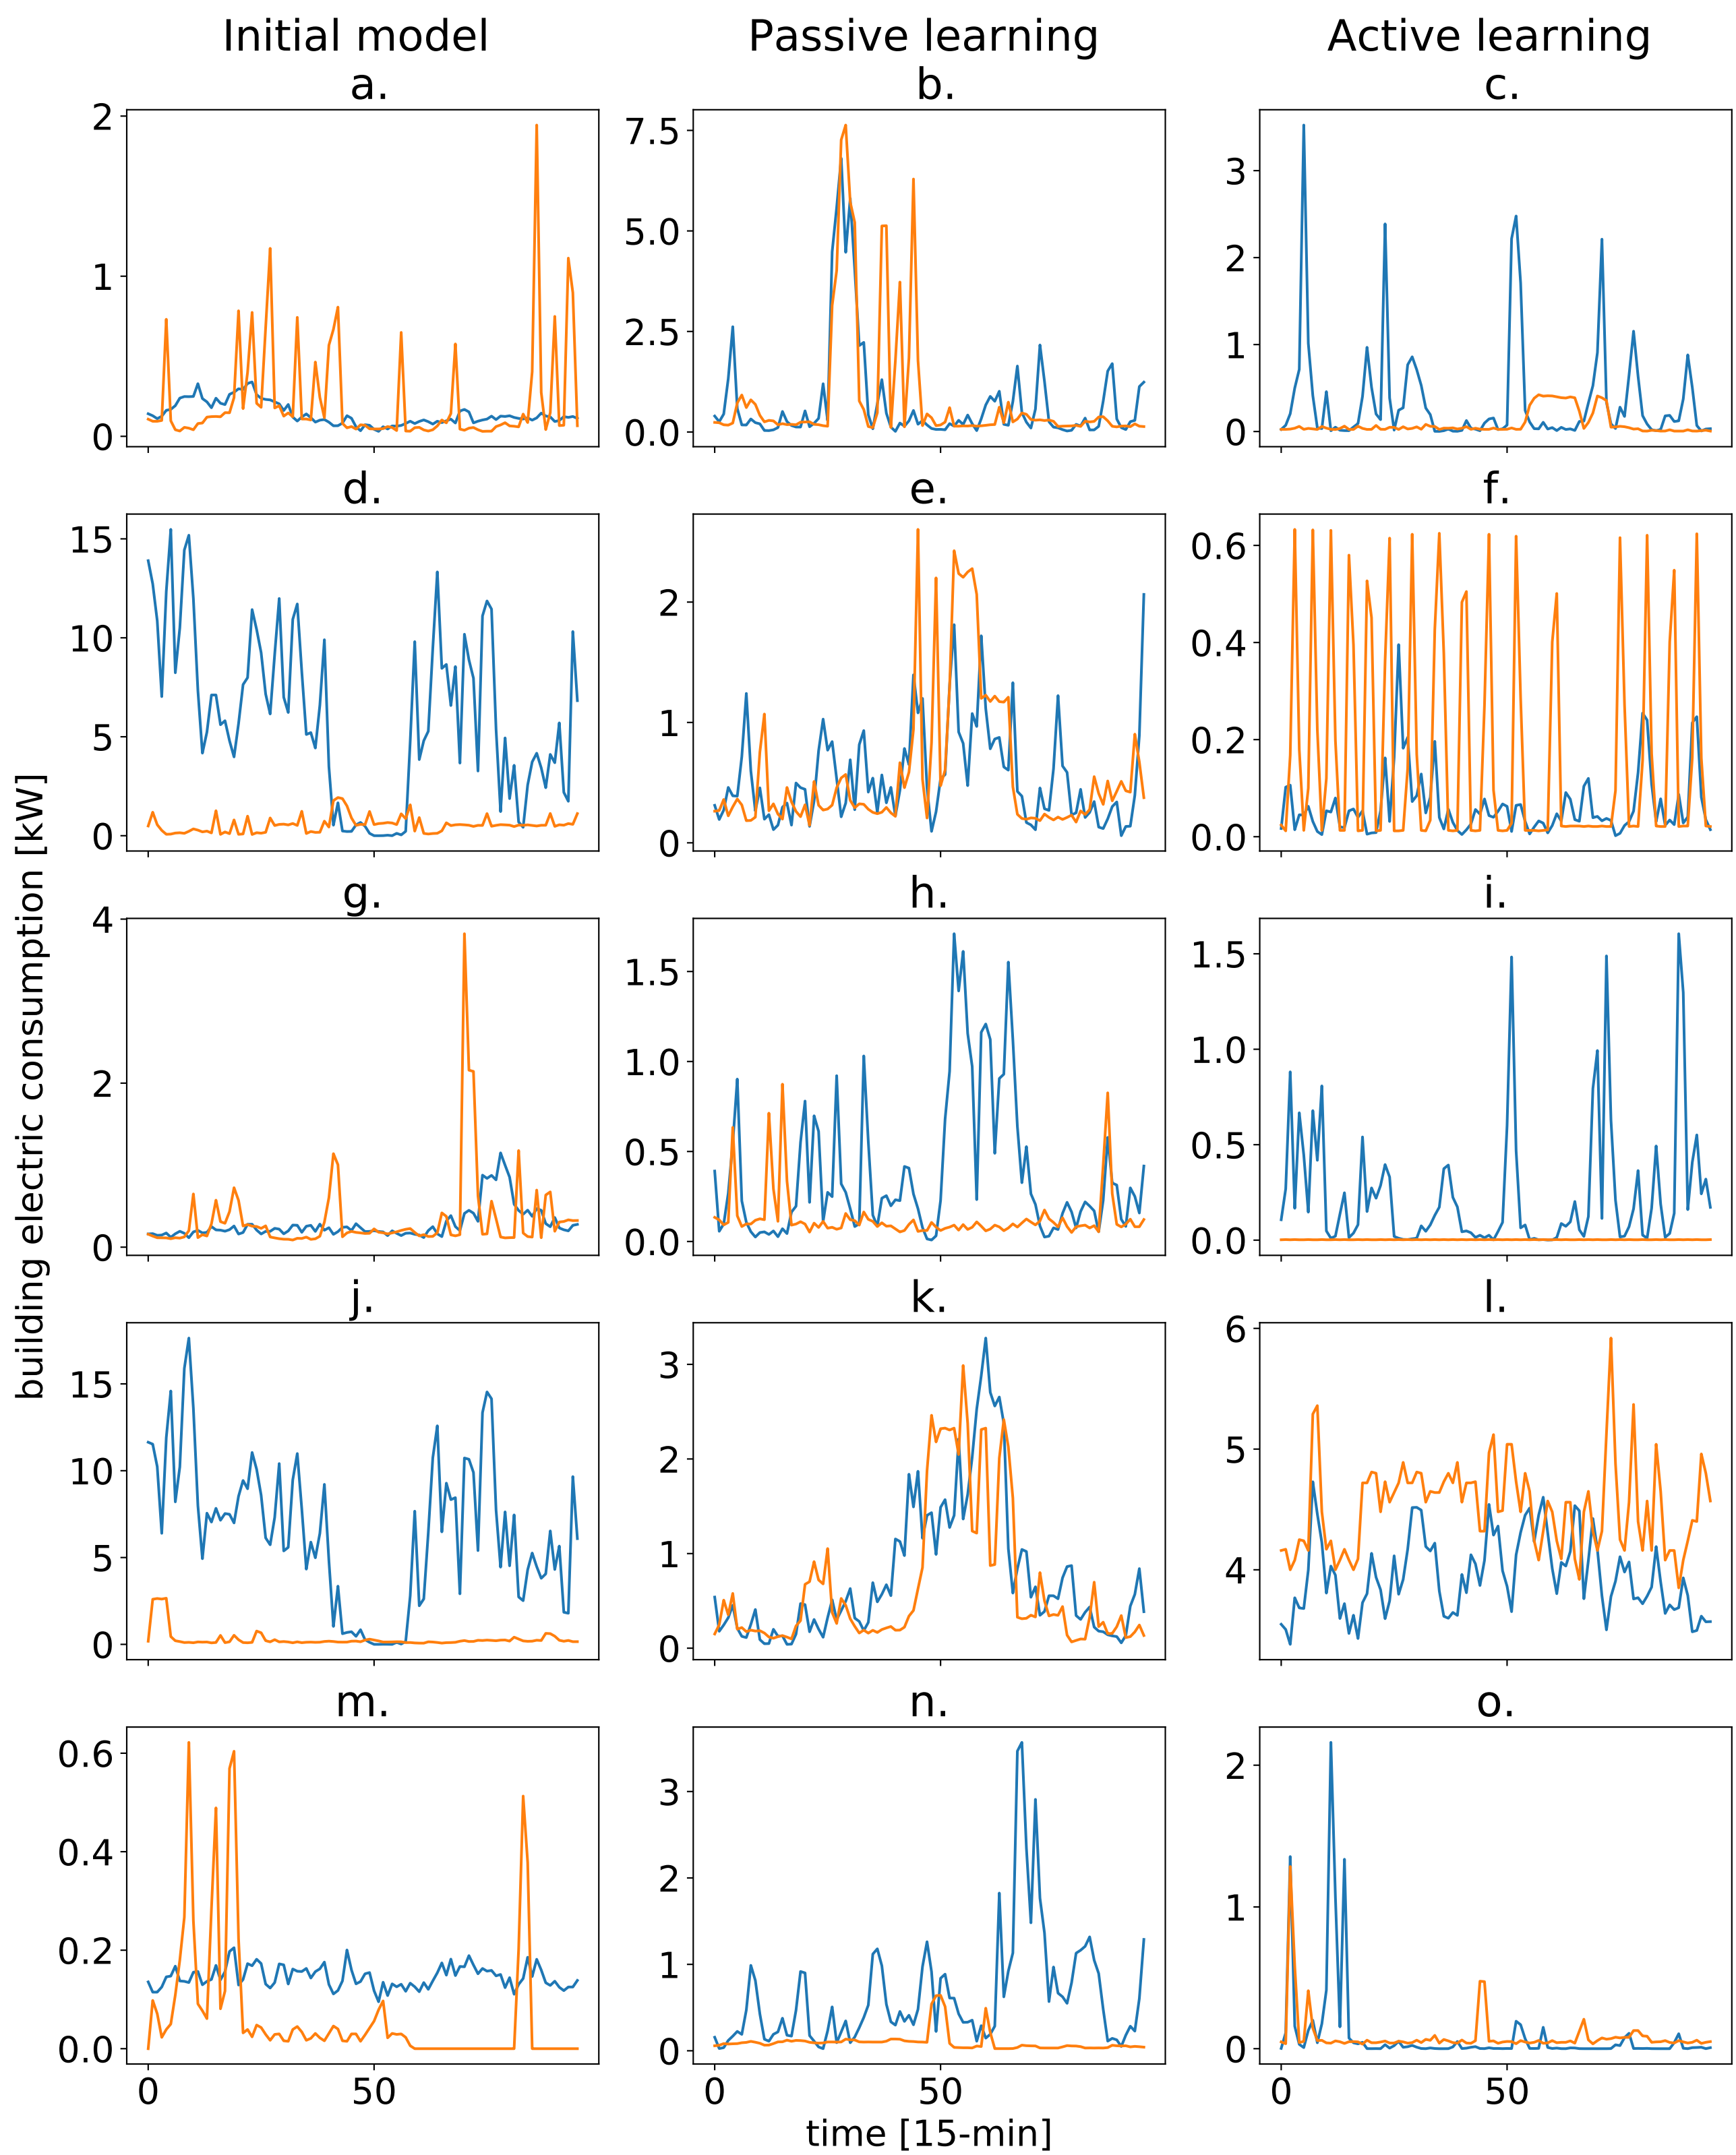 Initial model Passive learning Active learning
a. b. c.
2 7.5 3
1 5.0 2
0 2.5 1
0.0 0
d. e. f.
15 2 0.6
10 1 0.4
5 0 0.2
0 0.0
g. h. i.
4 1.5 1.5
2 1.0 1.0
0 0.5 0.5
0.0 0.0
j. k. l.
15 3 6
10 2 5
5 1 4
0 0
m. n. o.
0.6 3 2
0.4 2 1
0.2 1 0
0.0 0
0 50 0 50 0 50
time [15-min]
building electric consumption [kW]